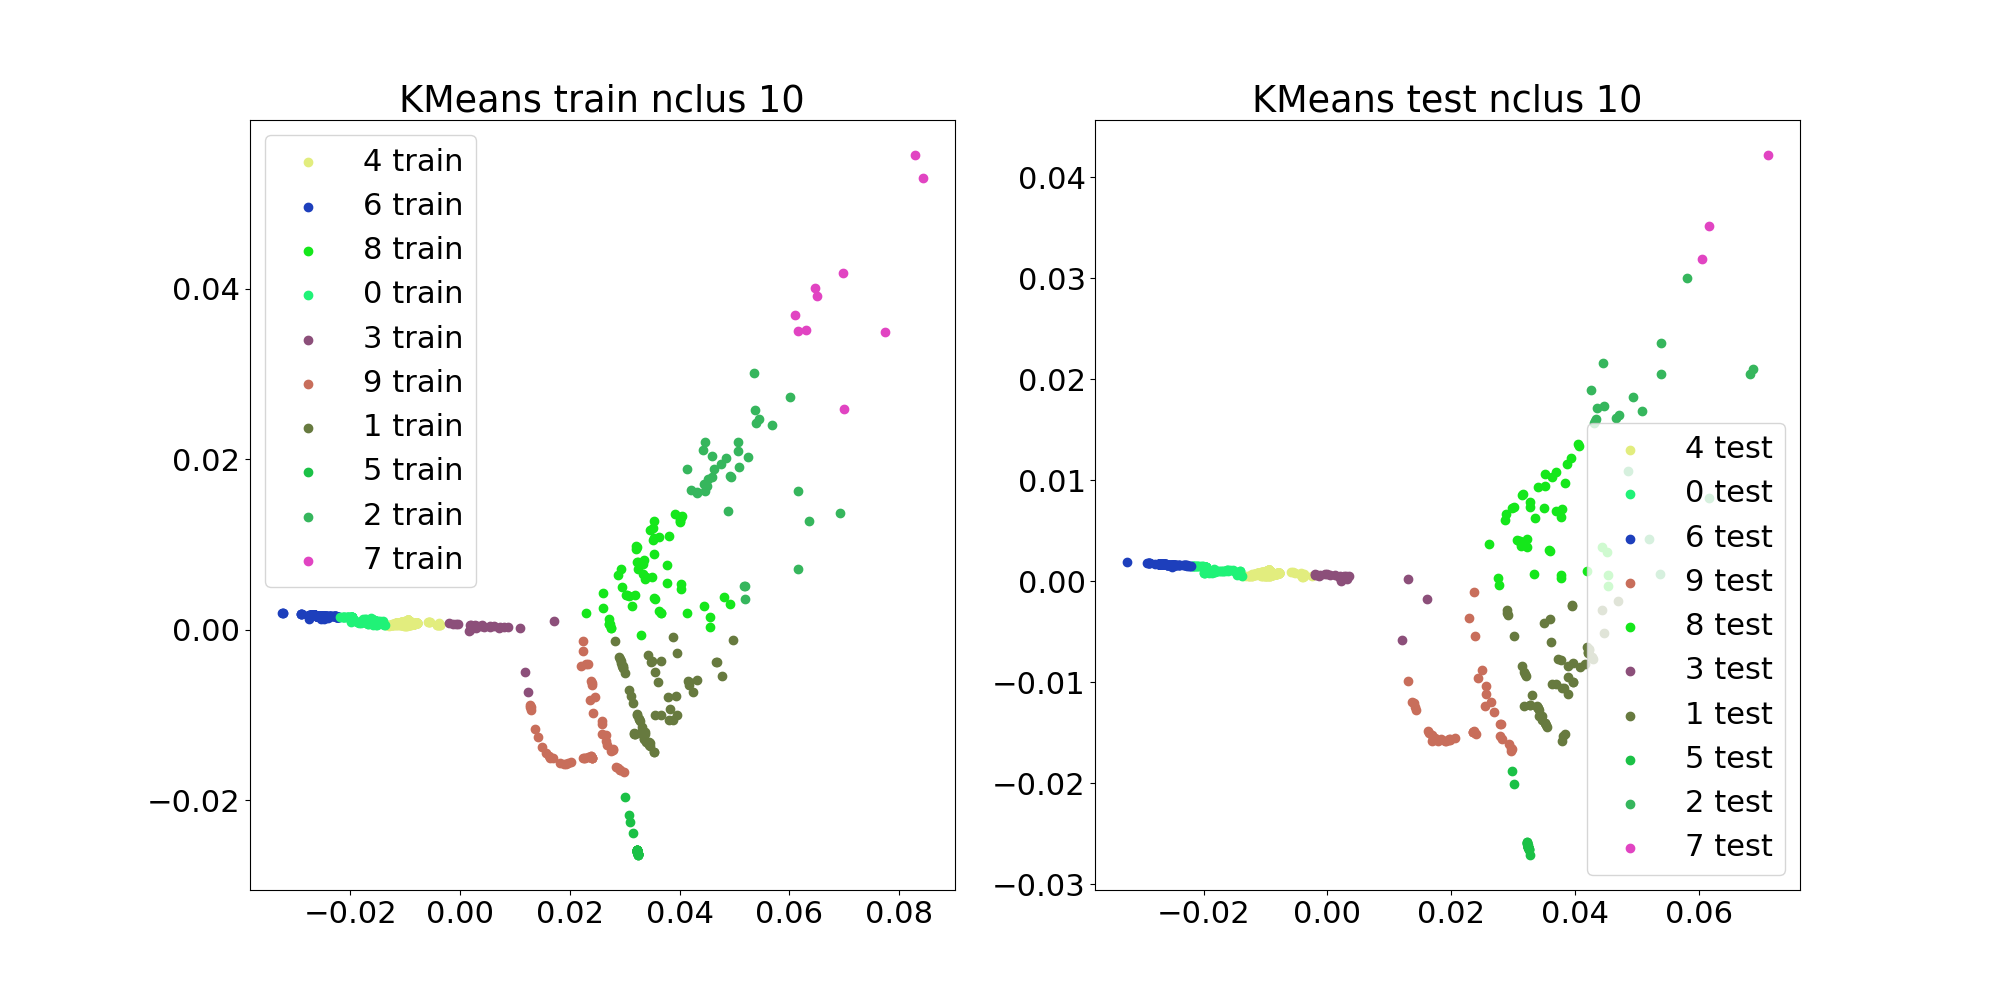 KMeans train nclus 10
4 train
6 train
8 train
0 train
3 train
9 train
1 train
5 train
2 train
7 train
0.04
0.02
0.00
−0.02
−0.02
0.00
0.02
0.04
0.06
0.08
KMeans test nclus 10
0.04
0.03
0.02
0.01
0.00
−0.01
−0.02
−0.03
4 test
0 test
6 test
9 test
8 test
3 test
1 test
5 test
2 test
7 test
−0.02
0.00
0.02
0.04
0.06